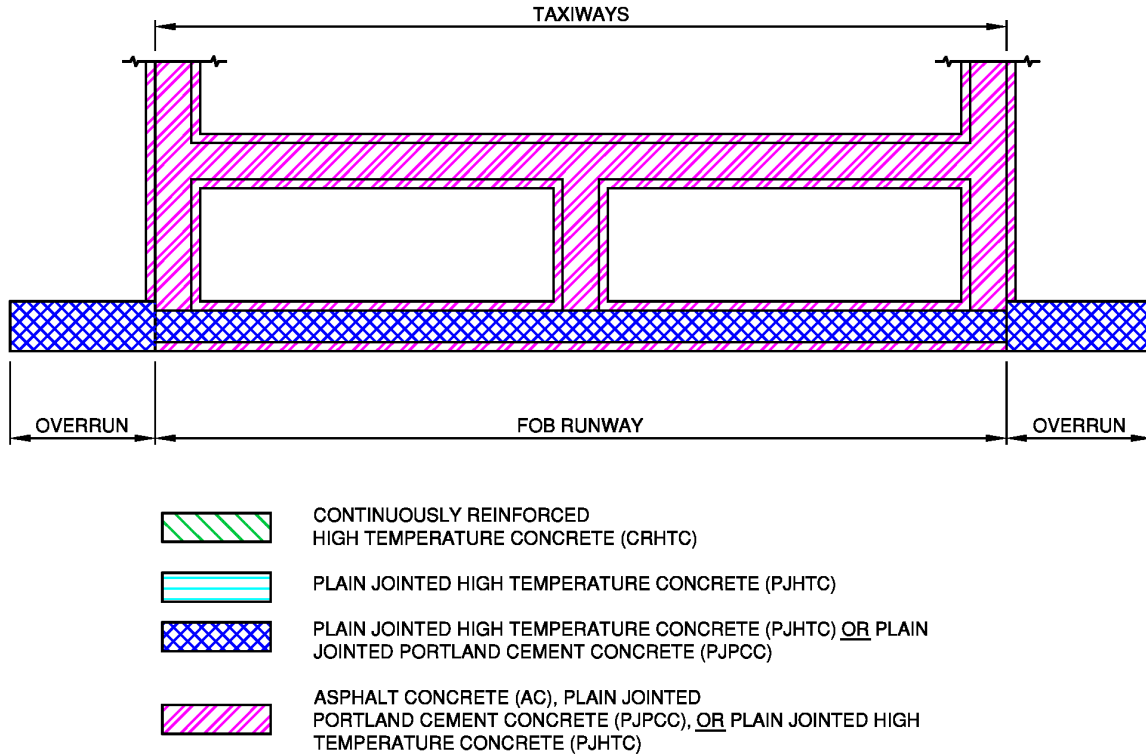 TAXIWAYS
OVERRUN
FOB RUNWAY
OVERRUN
CONTINUOUSLY REINFORCED
HIGH TEMPERATURE CONCRETE (CRHTC)
PLAIN JOINTED HIGH TEMPERATURE CONCRETE (PJHTC)
PLAIN JOINTED HIGH TEMPERATURE CONCRETE (PJHTC) OR PLAIN
JOINTED PORTLAND CEMENT CONCRETE (PJPCC)
ASPHALT CONCRETE (AC), PLAIN JOINTED
PORTLAND CEMENT CONCRETE (PJPCC), OR PLAIN JOINTED HIGH
TEMPERATURE CONCRETE (PJHTC)